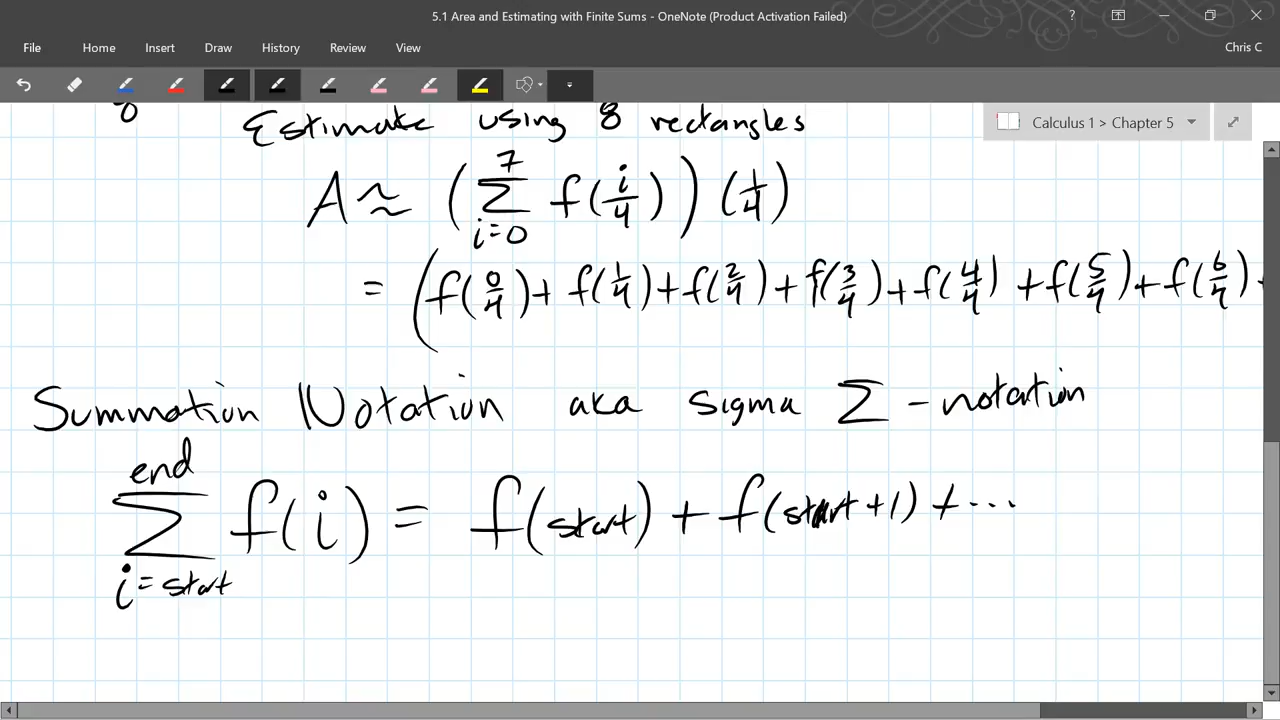 5.1 Area and Estimating with Finite Sums - OneNote (Product Activation Failed)
?
File Home Insert Draw History Review View
Chris C
Calculus 1 > Chapter 5
Estimate using 8 rectangles
A ≈ (∑_{i=0}^{7} f(i/4)) (1/4)
= (f(0/4) + f(1/4) + f(2/4) + f(3/4) + f(4/4) + f(5/4) + f(6/4) +
Summation Notation aka sigma Σ - notation
∑_{i=start}^{end} f(i) = f(start) + f(start+1) + ...